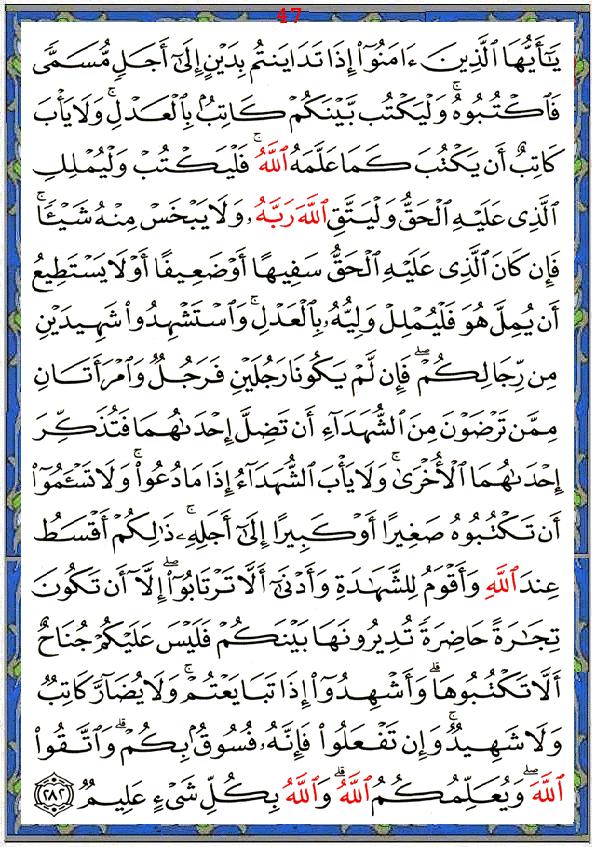 47
يَٰٓأَيُّهَا ٱلَّذِينَ ءَامَنُوٓا۟ إِذَا تَدَايَنتُم بِدَيْنٍ إِلَىٰٓ أَجَلٍ مُّسَمًّى
فَٱكْتُبُوهُ ۚ وَلْيَكْتُب بَّيْنَكُمْ كَاتِبٌۢ بِٱلْعَدْلِ ۚ وَلَا يَأْبَ
كَاتِبٌ أَن يَكْتُبَ كَمَا عَلَّمَهُ ٱللَّهُ ۚ فَلْيَكْتُبْ وَلْيُمْلِلِ
ٱلَّذِى عَلَيْهِ ٱلْحَقُّ وَلْيَتَّقِ ٱللَّهَ رَبَّهُۥ وَلَا يَبْخَسْ مِنْهُ شَيْـًٔا ۚ
فَإِن كَانَ ٱلَّذِى عَلَيْهِ ٱلْحَقُّ سَفِيهًا أَوْ ضَعِيفًا أَوْ لَا يَسْتَطِيعُ
أَن يُمِلَّ هُوَ فَلْيُمْلِلْ وَلِيُّهُۥ بِٱلْعَدْلِ ۚ وَٱسْتَشْهِدُوا۟ شَهِيدَيْنِ
مِن رِّجَالِكُمْ ۖ فَإِن لَّمْ يَكُونَا رَجُلَيْنِ فَرَجُلٌ وَٱمْرَأَتَانِ
مِمَّن تَرْضَوْنَ مِنَ ٱلشُّهَدَآءِ أَن تَضِلَّ إِحْدَىٰهُمَا فَتُذَكِّرَ
إِحْدَىٰهُمَا ٱلْأُخْرَىٰ ۚ وَلَا يَأْبَ ٱلشُّهَدَآءُ إِذَا مَا دُعُوا۟ ۚ وَلَا تَسْـَٔمُوٓا۟
أَن تَكْتُبُوهُ صَغِيرًا أَوْ كَبِيرًا إِلَىٰٓ أَجَلِهِۦ ۚ ذَٰلِكُمْ أَقْسَطُ
عِندَ ٱللَّهِ وَأَقْوَمُ لِلشَّهَٰدَةِ وَأَدْنَىٰٓ أَلَّا تَرْتَابُوٓا۟ ۖ إِلَّآ أَن تَكُونَ
تِجَٰرَةً حَاضِرَةً تُدِيرُونَهَا بَيْنَكُمْ فَلَيْسَ عَلَيْكُمْ جُنَاحٌ
أَلَّا تَكْتُبُوهَا ۗ وَأَشْهِدُوٓا۟ إِذَا تَبَايَعْتُمْ ۚ وَلَا يُضَآرَّ كَاتِبٌ
وَلَا شَهِيدٌ ۚ وَإِن تَفْعَلُوا۟ فَإِنَّهُۥ فُسُوقٌۢ بِكُمْ ۗ وَٱتَّقُوا۟
ٱللَّهَ ۖ وَيُعَلِّمُكُمُ ٱللَّهُ ۗ وَٱللَّهُ بِكُلِّ شَىْءٍ عَلِيمٌ ٢٨٢